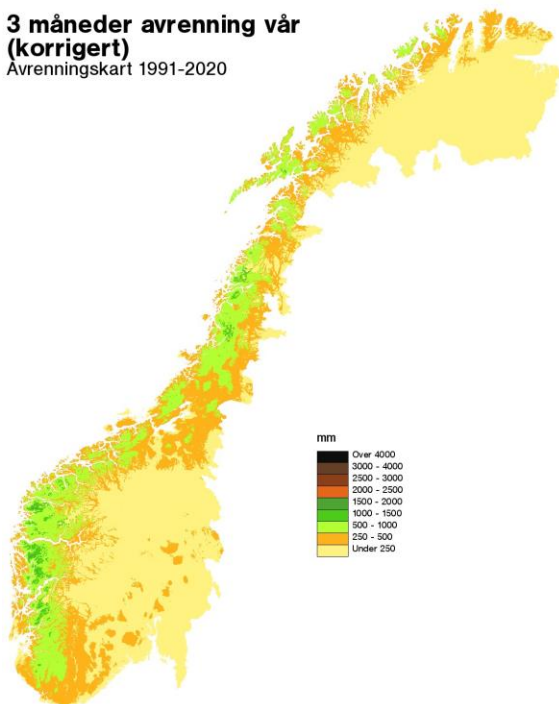 3 måneder avrenning vår
(korrigert)
Avrenningskart 1991-2020
mm
Over 4000
3000 - 4000
2500 - 3000
2000 - 2500
1500 - 2000
1000 - 1500
500 - 1000
250 - 500
Under 250